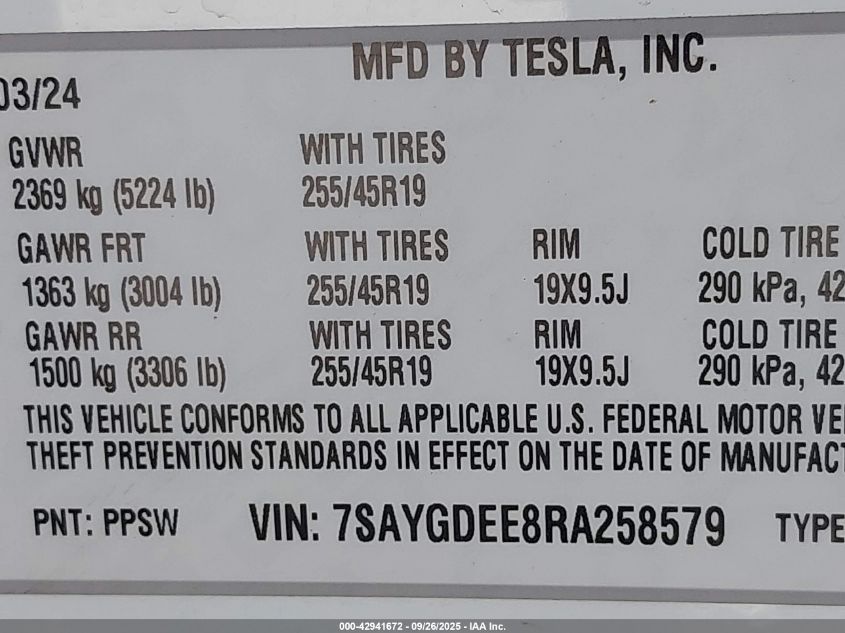 MFD BY TESLA, INC.
03/24
GVWR WITH TIRES
2369 kg (5224 lb) 255/45R19
GAWR FRT WITH TIRES RIM COLD TIRE
1363 kg (3004 lb) 255/45R19 19X9.5J 290 kPa, 42
GAWR RR WITH TIRES RIM COLD TIRE
1500 kg (3306 lb) 255/45R19 19X9.5J 290 kPa, 42
THIS VEHICLE CONFORMS TO ALL APPLICABLE U.S. FEDERAL MOTOR VE
THEFT PREVENTION STANDARDS IN EFFECT ON THE DATE OF MANUFACT
PNT: PPSW VIN: 7SAYGDEE8RA258579 TYPE
000-42941672 - 09/26/2025 - IAA Inc.